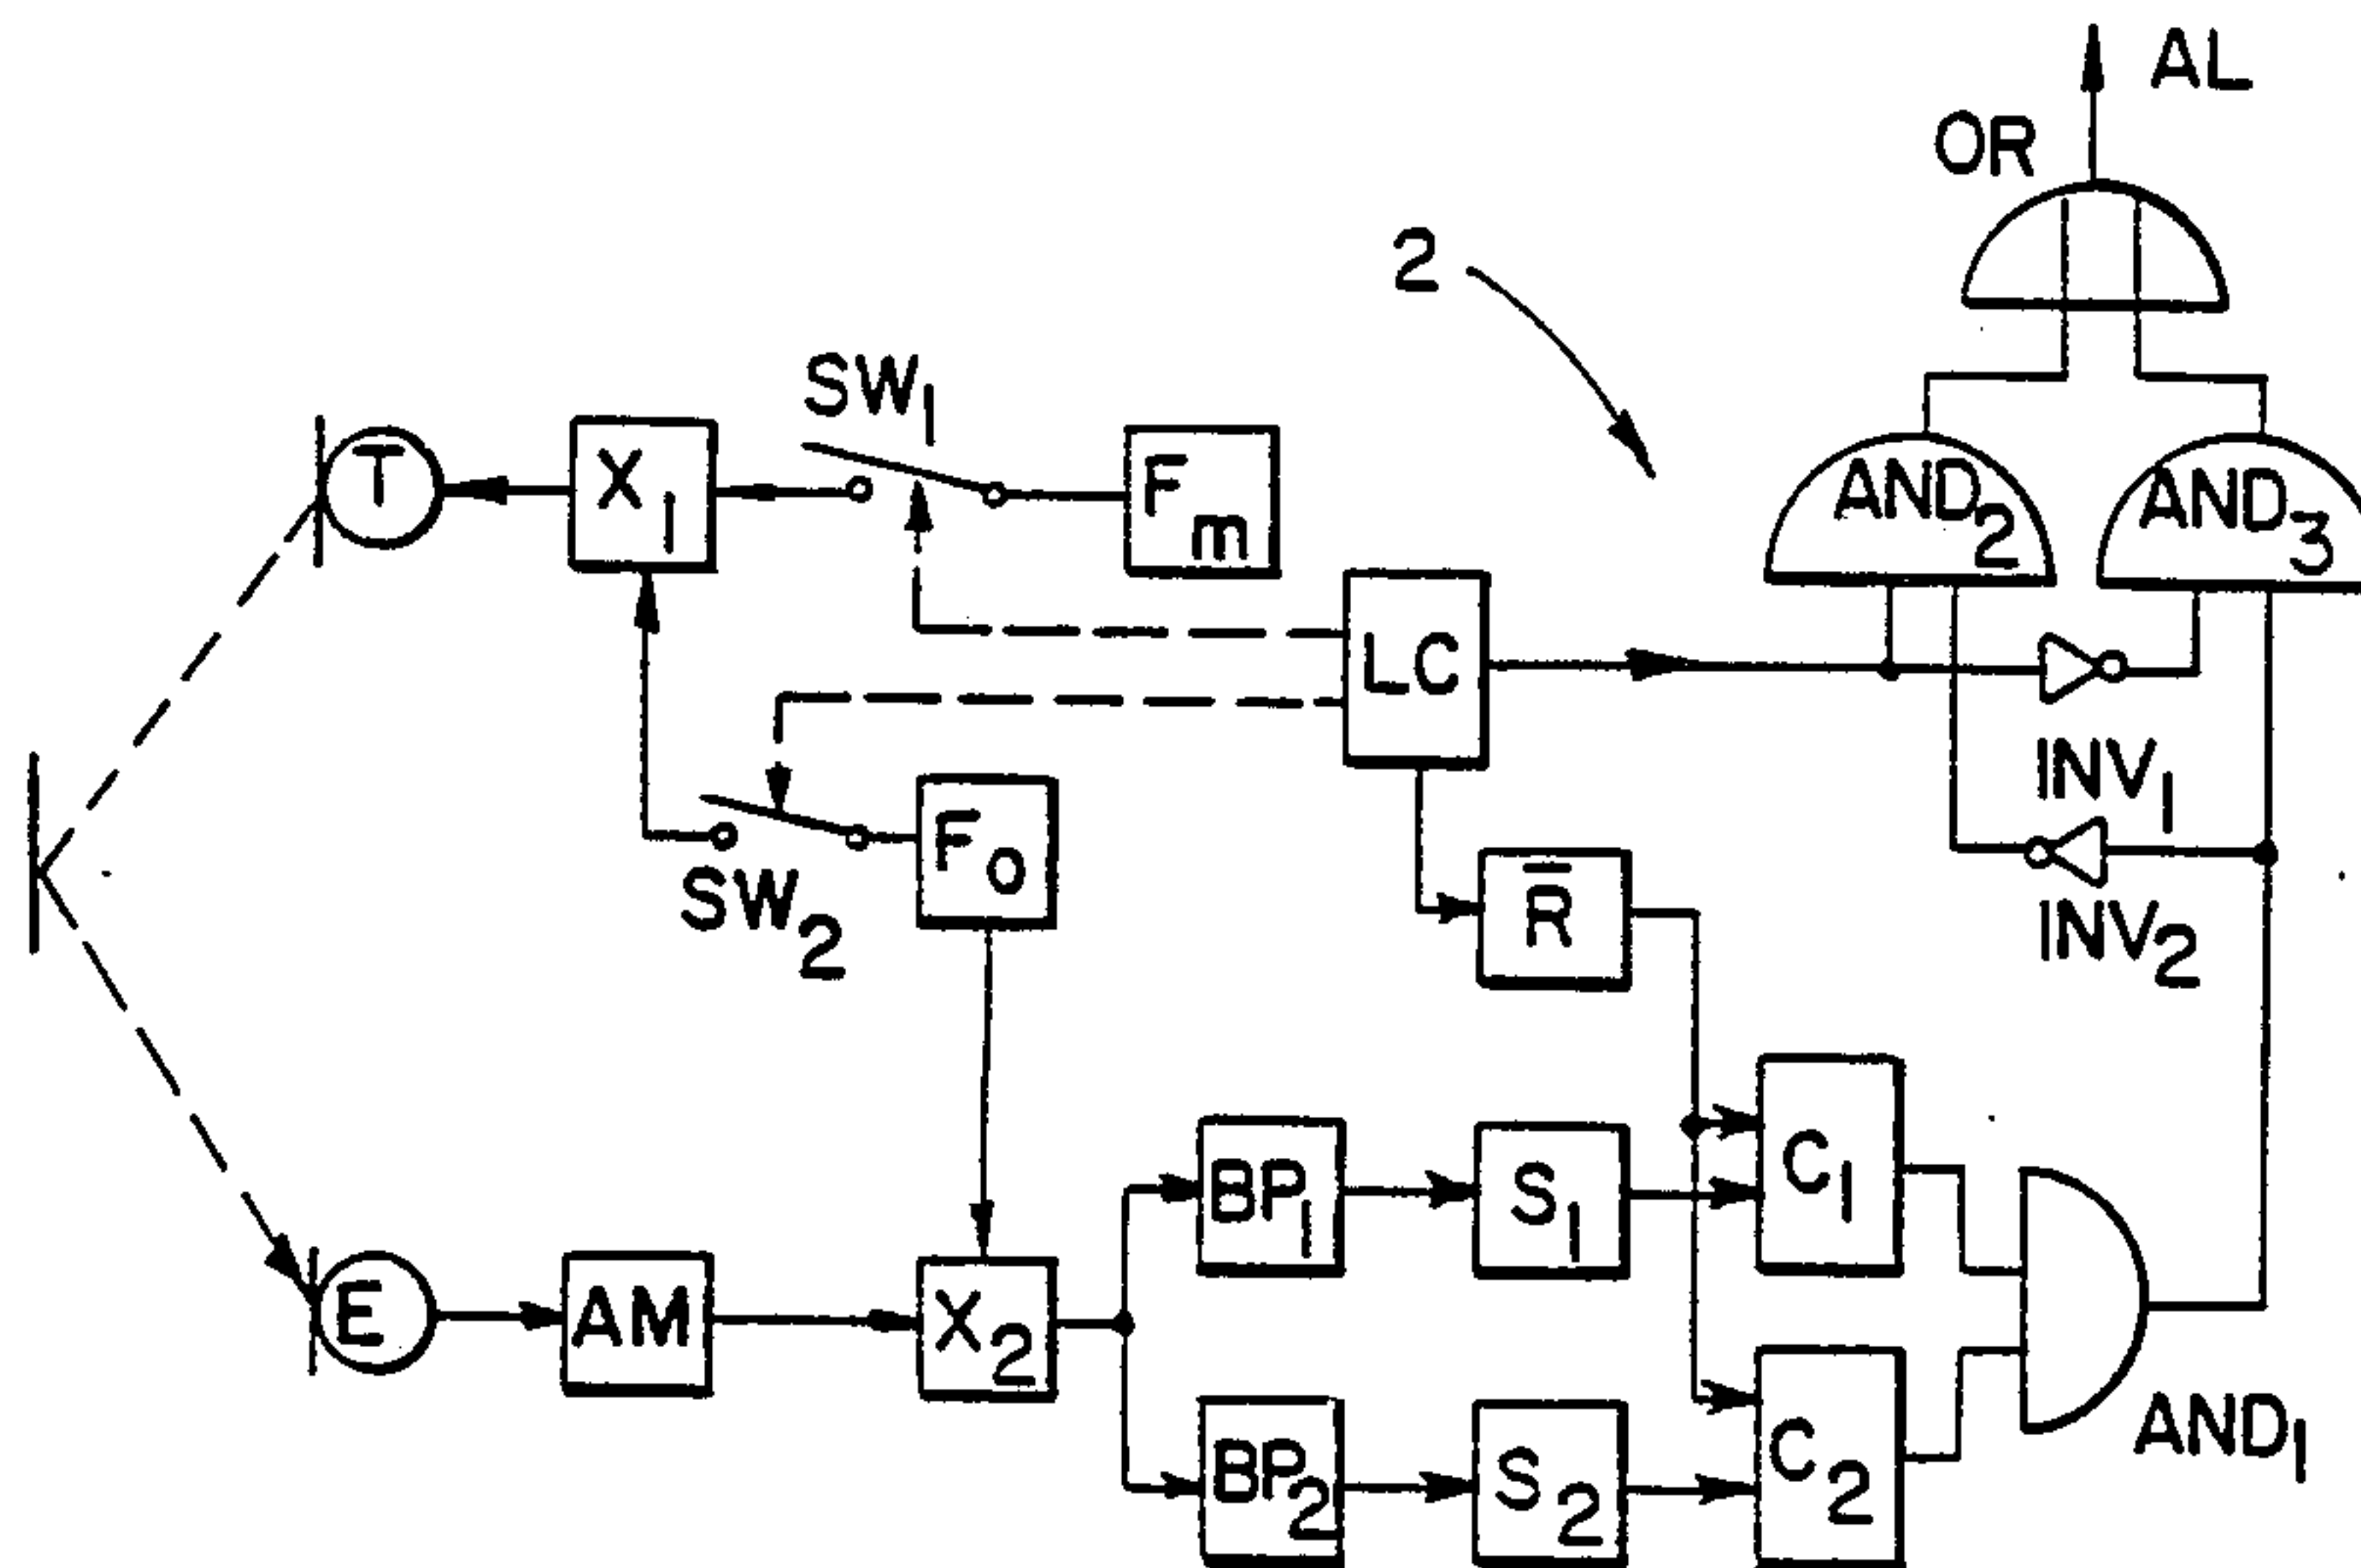 AL
OR
2
SW1
T
X1
Fm
AND2
AND3
LC
INV1
F0
SW2
R̅
INV2
C1
BP1
S1
E
AM
X2
AND1
BP2
S2
C2